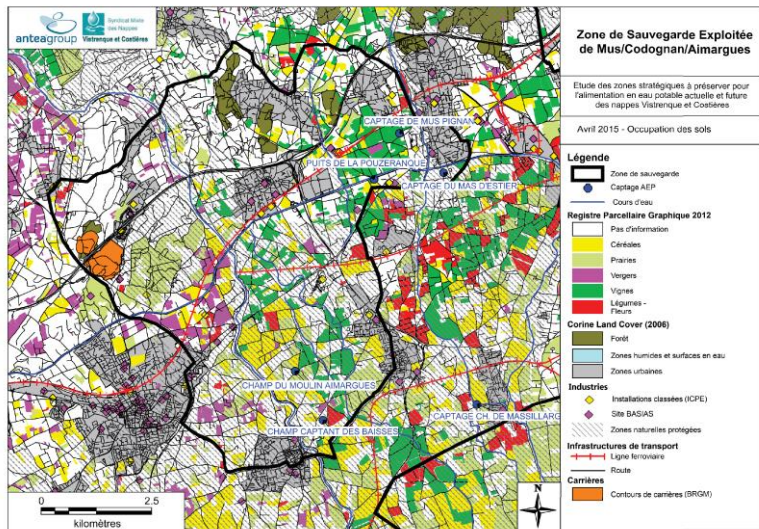 anteagroup
Syndicat Mixte
des Nappes
Vistrenque et Costières
Zone de Sauvegarde Exploitée
de Mus/Codognan/Aimargues
Etude des zones stratégiques à préserver pour
l'alimentation en eau potable actuelle et future
des nappes Vistrenque et Costières
Avril 2015 - Occupation des sols
CAPTAGE DE MUS PIGNAN
PUITS DE LA POUZERANQUE
CAPTAGE DU MAS D'ESTIER
CHAMP DU MOULIN AIMARGUES
CHAMP CAPTANT DES BAISSES
CAPTAGE CH. DE MASSILLARG
Légende
Zone de sauvegarde
Captage AEP
Cours d'eau
Registre Parcellaire Graphique 2012
Pas d'information
Céréales
Prairies
Vergers
Vignes
Légumes -
Fleurs
Corine Land Cover (2006)
Forêt
Zones humides et surfaces en eau
Zones urbaines
Industries
Installations classées (ICPE)
Site BASIAS
Zones naturelles protégées
Infrastructures de transport
Ligne ferroviaire
Route
Carrières
Contours de carrières (BRGM)
0 2.5
kilomètres
N